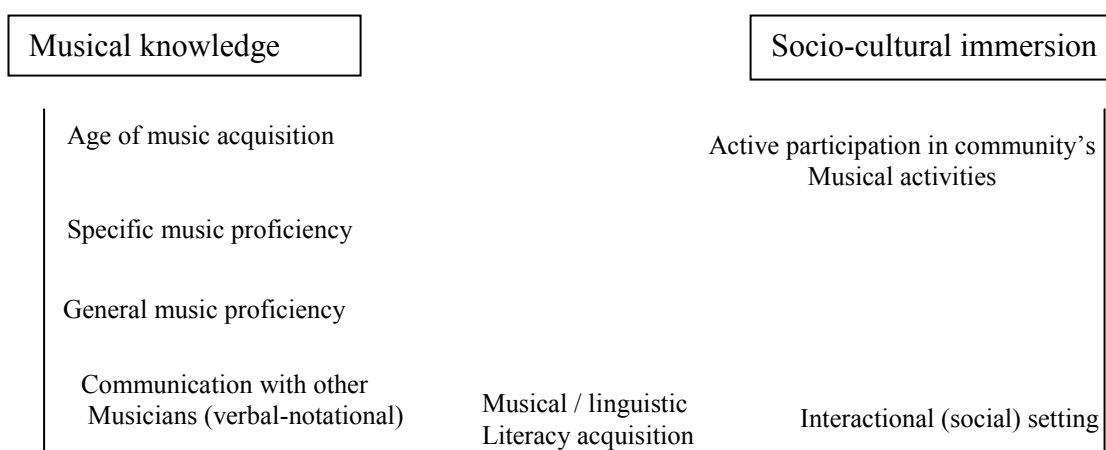 Musical knowledge
Socio-cultural immersion
Age of music acquisition
Active participation in community's
Musical activities
Specific music proficiency
General music proficiency
Communication with other
Musicians (verbal-notational)
Musical / linguistic
Literacy acquisition
Interactional (social) setting